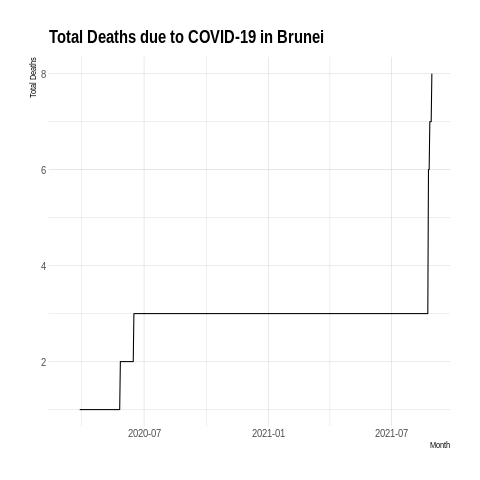 Total Deaths due to COVID-19 in Brunei
Total Deaths
8
6
4
2
2020-07 2021-01 2021-07
Month